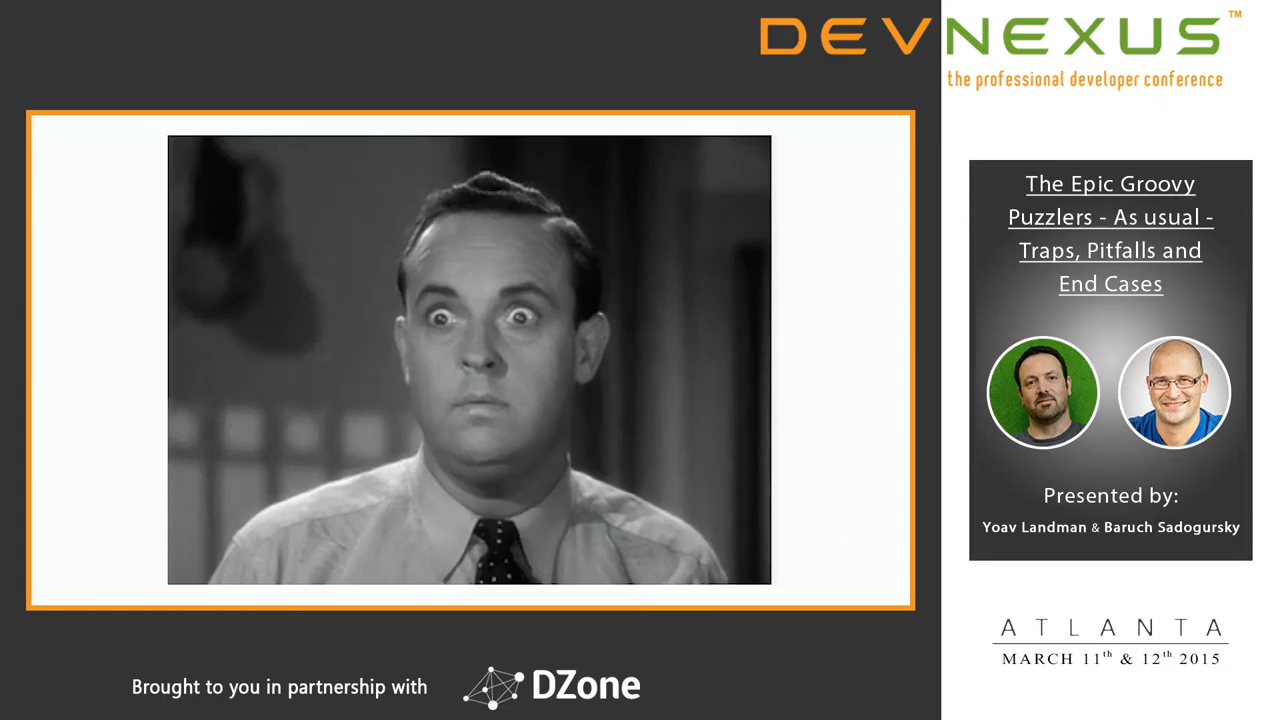 DEVNEXUS™
the professional developer conference
The Epic Groovy
Puzzlers - As usual -
Traps, Pitfalls and
End Cases
Presented by:
Yoav Landman & Baruch Sadogursky
ATLANTA
MARCH 11th & 12th 2015
Brought to you in partnership with
DZone